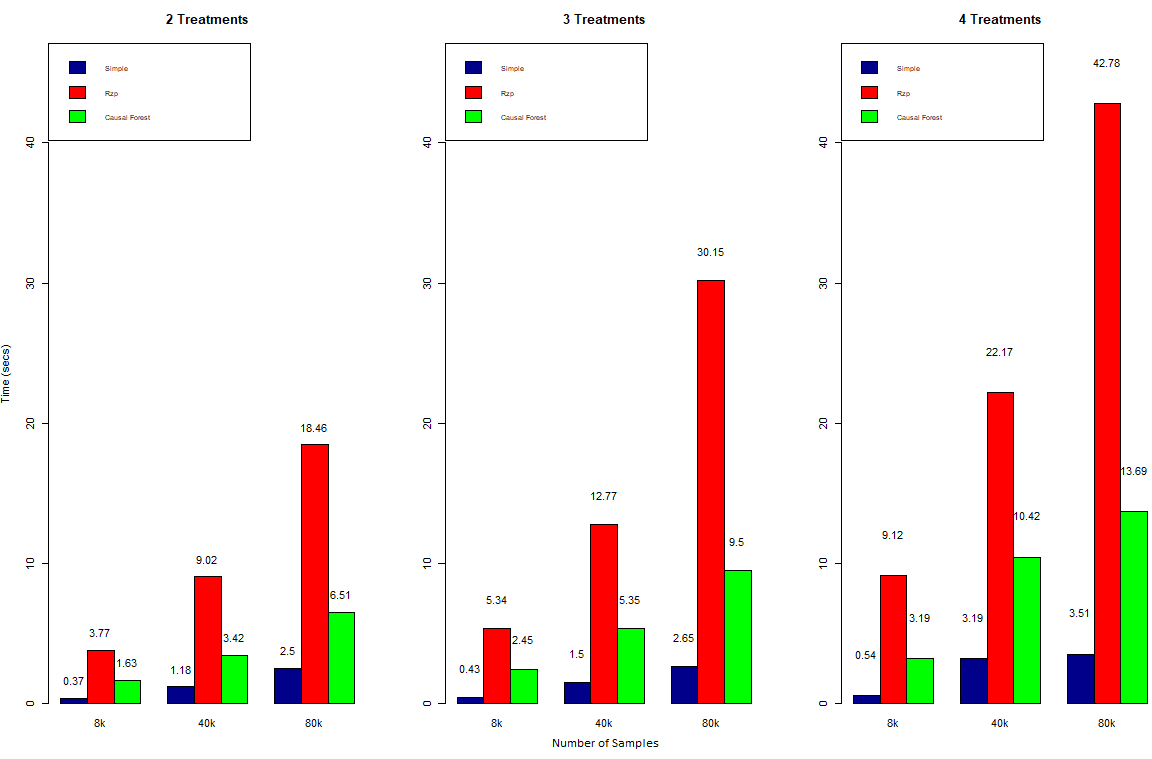 2 Treatments
Simple
Rzp
Causal Forest
Time (secs)
40
30
20
10
0
0.37
3.77
1.63
1.18
9.02
3.42
2.5
18.46
6.51
8k
40k
80k
3 Treatments
Simple
Rzp
Causal Forest
40
30
20
10
0
0.43
5.34
2.45
1.5
12.77
5.35
2.65
30.15
9.5
8k
40k
80k
Number of Samples
4 Treatments
Simple
Rzp
Causal Forest
40
30
20
10
0
0.54
9.12
3.19
3.19
22.17
10.42
3.51
42.78
13.69
8k
40k
80k